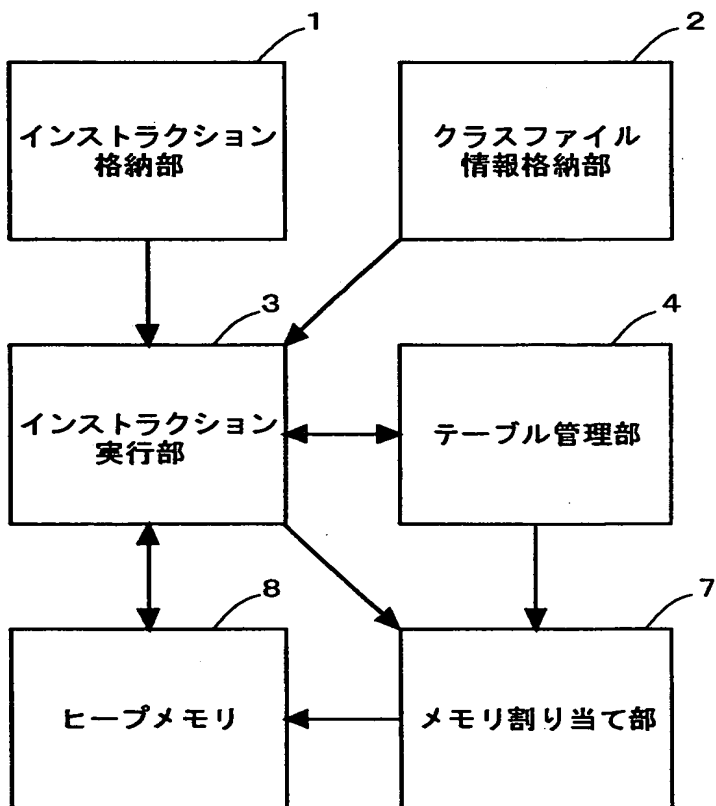 1
インストラクション
格納部
2
クラスファイル
情報格納部
3
インストラクション
実行部
4
テーブル管理部
8
ヒープメモリ
7
メモリ割り当て部